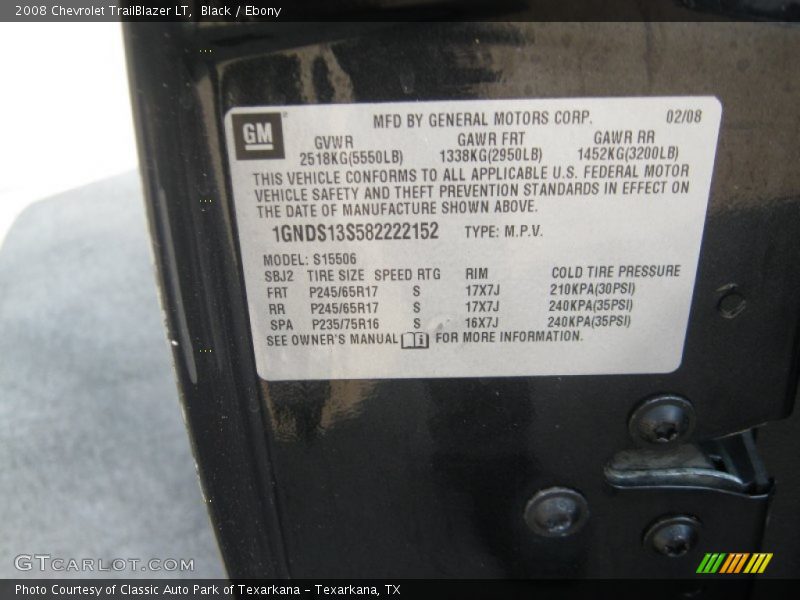 2008 Chevrolet TrailBlazer LT, Black / Ebony
GM
MFD BY GENERAL MOTORS CORP. 02/08
GVWR GAWR FRT GAWR RR
2518KG(5550LB) 1338KG(2950LB) 1452KG(3200LB)
THIS VEHICLE CONFORMS TO ALL APPLICABLE U.S. FEDERAL MOTOR
VEHICLE SAFETY AND THEFT PREVENTION STANDARDS IN EFFECT ON
THE DATE OF MANUFACTURE SHOWN ABOVE.
1GNDS13S582222152 TYPE: M.P.V.
MODEL: S15506
SBJ2 TIRE SIZE SPEED RTG RIM COLD TIRE PRESSURE
FRT P245/65R17 S 17X7J 210KPA(30PSI)
RR P245/65R17 S 17X7J 240KPA(35PSI)
SPA P235/75R16 S 16X7J 240KPA(35PSI)
SEE OWNER'S MANUAL FOR MORE INFORMATION.
GTCARLOT.COM
Photo Courtesy of Classic Auto Park of Texarkana – Texarkana, TX